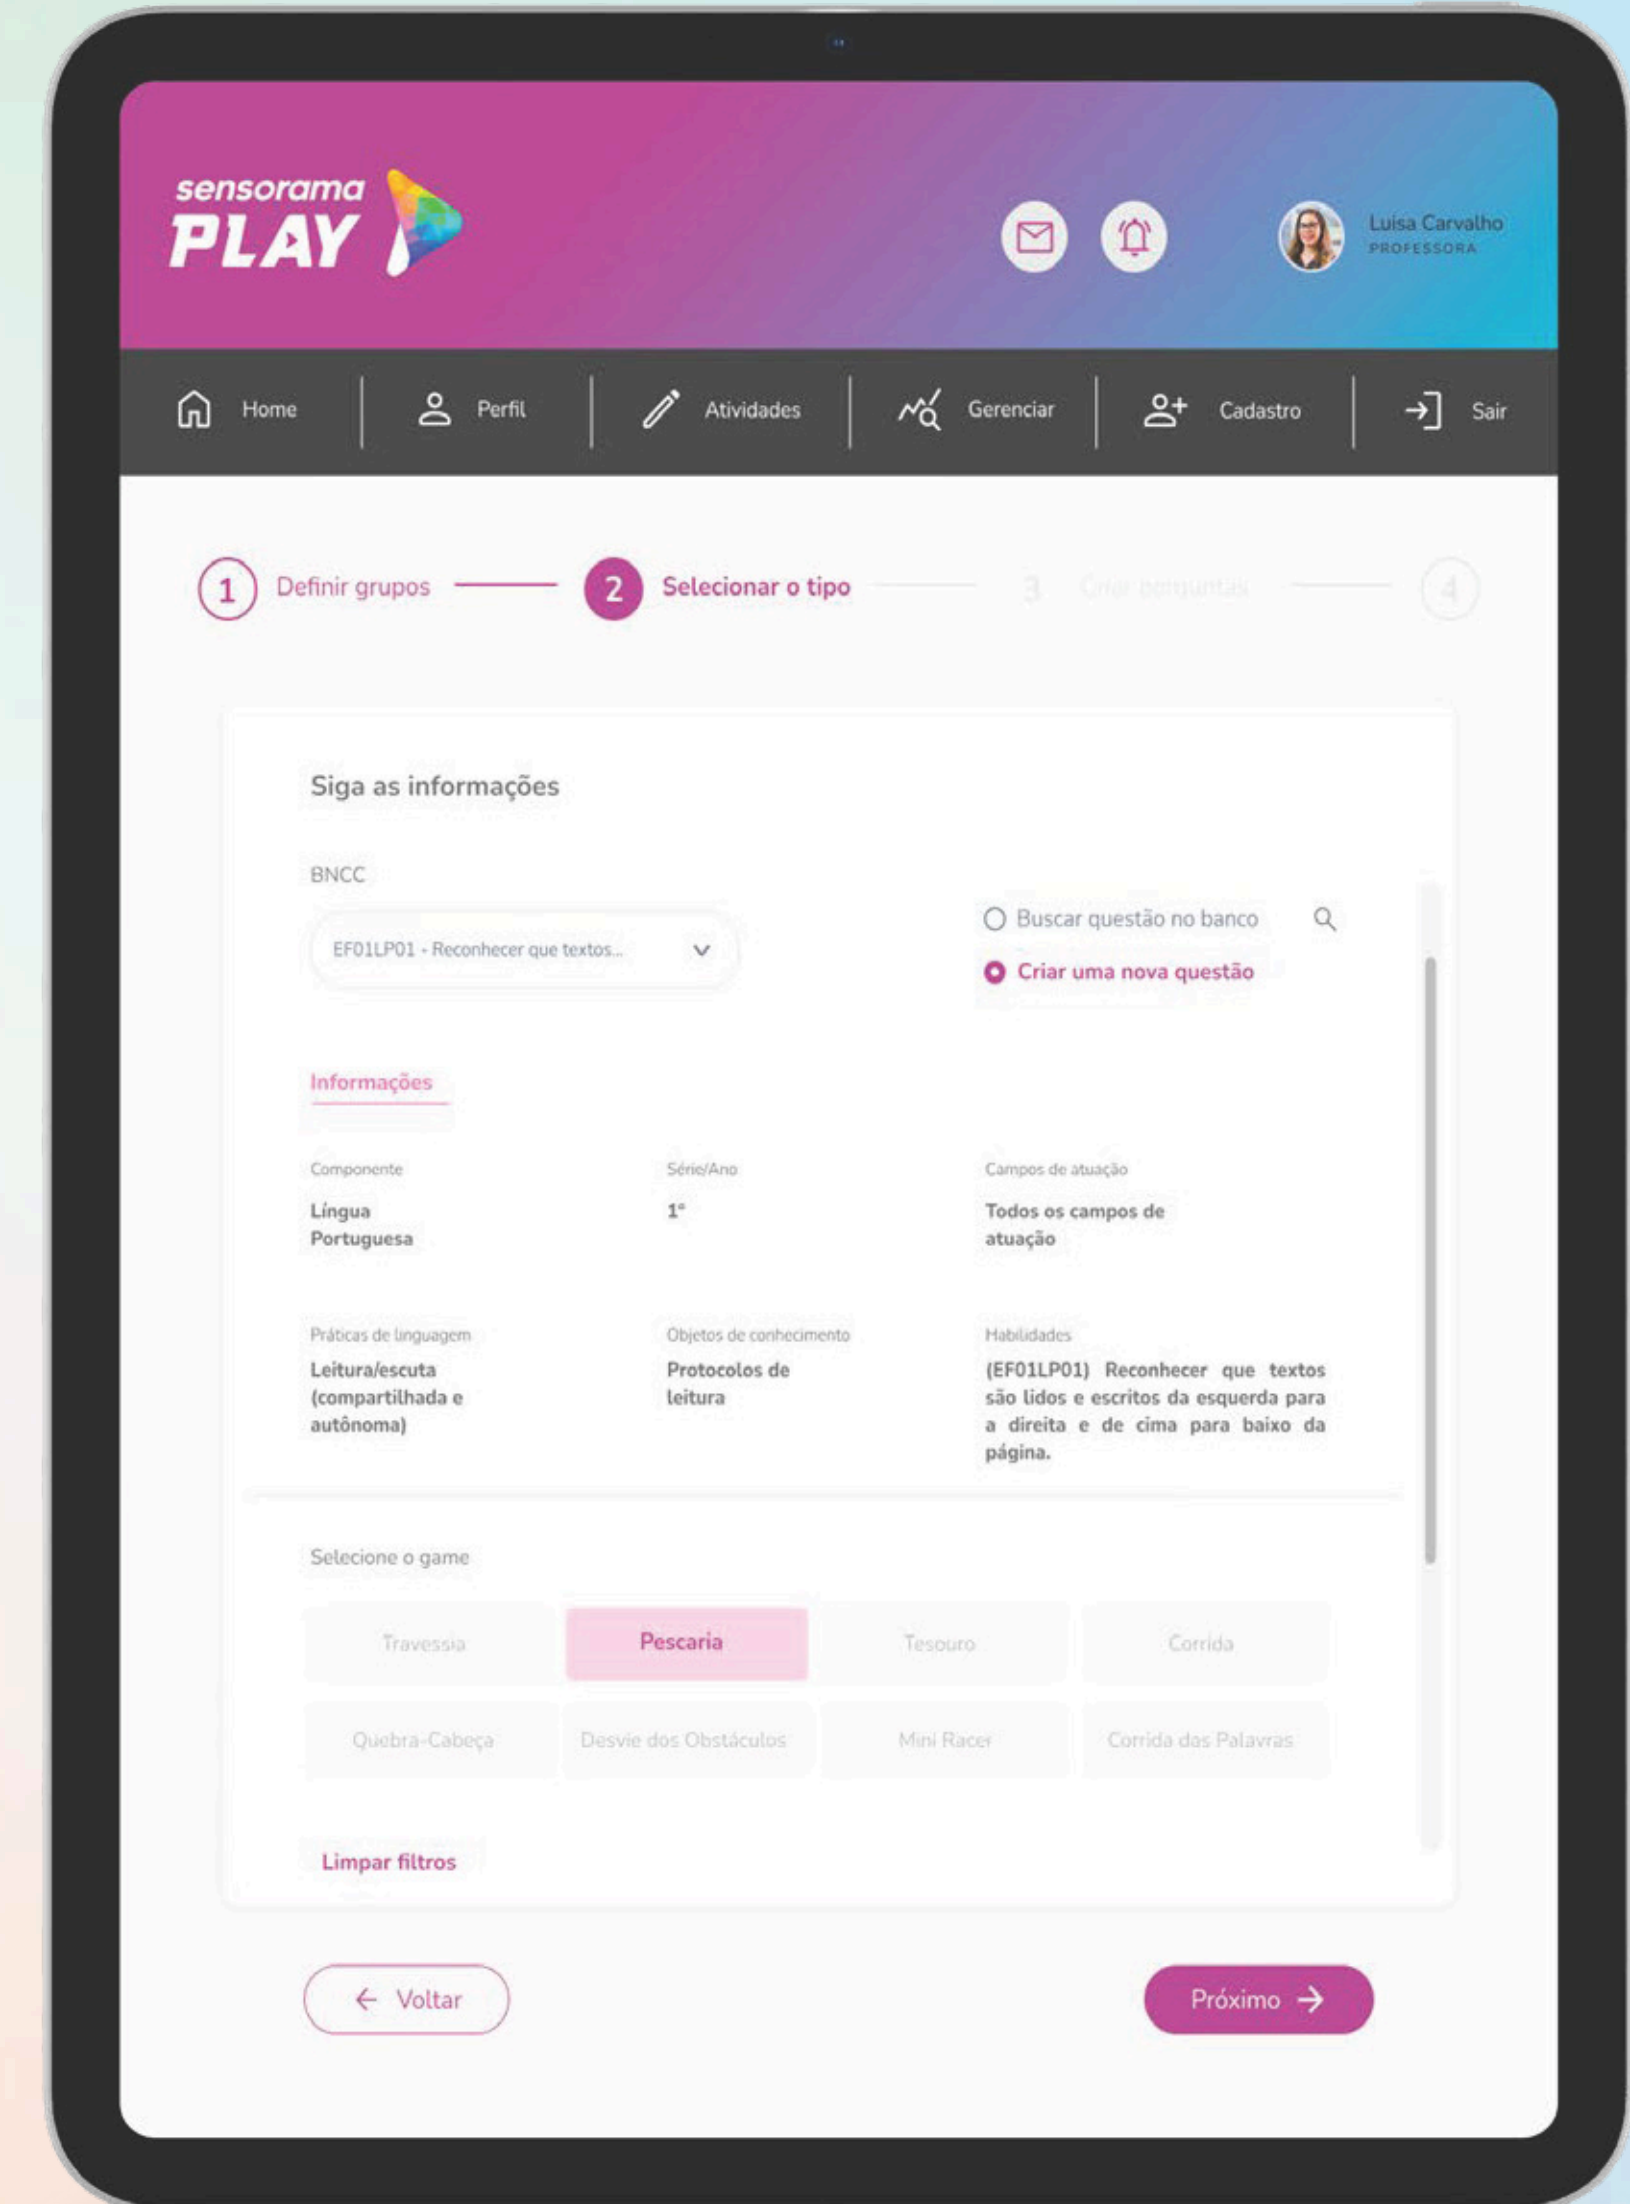 sensorama
PLAY
Luisa Carvalho
PROFESSORA
Home
Perfil
Atividades
Gerenciar
Cadastro
Sair
1 Definir grupos
2 Selecionar o tipo
3 Criar perguntas
4
Siga as informações
BNCC
EF01LP01 - Reconhecer que textos...
Buscar questão no banco
Criar uma nova questão
Informações
Componente
Língua
Portuguesa
Série/Ano
1°
Campos de atuação
Todos os campos de
atuação
Práticas de linguagem
Leitura/escuta
(compartilhada e
autônoma)
Objetos de conhecimento
Protocolos de
leitura
Habilidades
(EF01LP01) Reconhecer que textos
são lidos e escritos da esquerda para
a direita e de cima para baixo da
página.
Selecione o game
Travessia
Pescaria
Tesouro
Corrida
Quebra-Cabeça
Desvie dos Obstáculos
Mini Racer
Corrida das Palavras
Limpar filtros
Voltar
Próximo